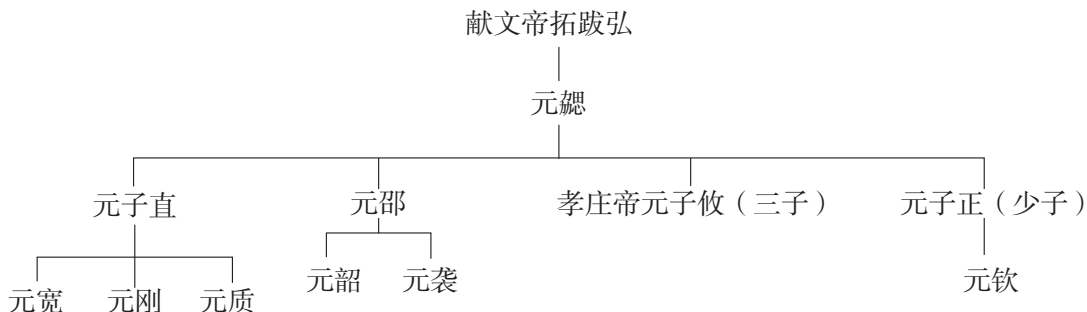 献文帝拓跋弘
元勰
元子直 元邵 孝庄帝元子攸（三子） 元子正（少子）
元韶 元袭 元钦
元宽 元刚 元质